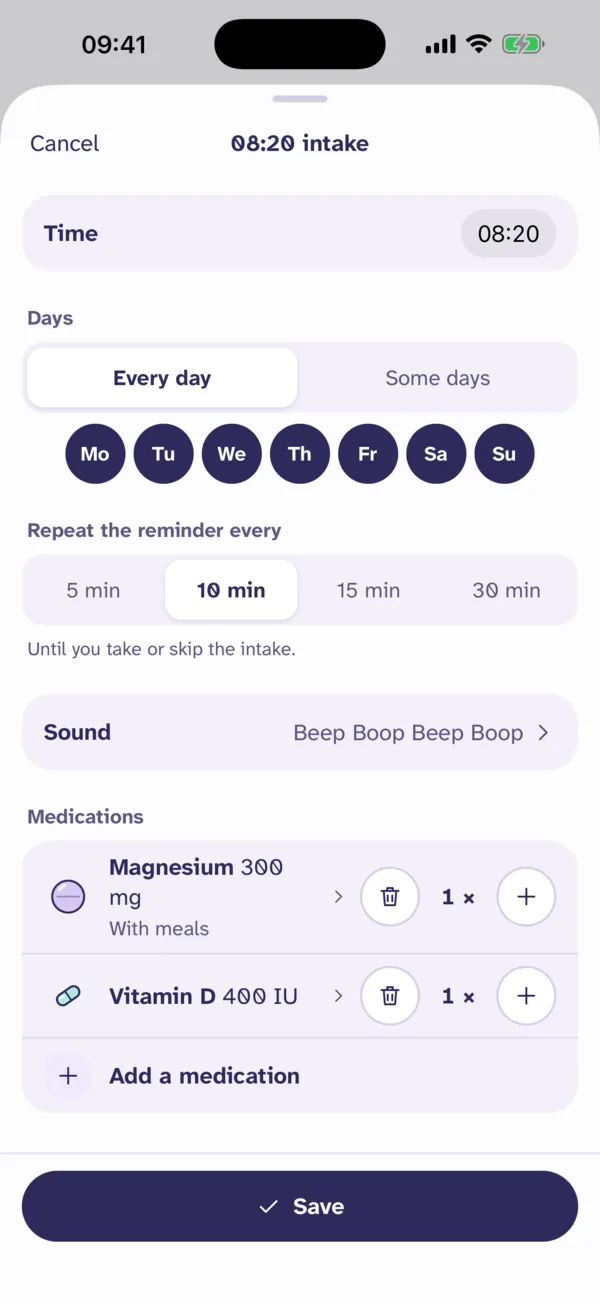 09:41
Cancel
08:20 intake
Time
08:20
Days
Every day
Some days
Mo Tu We Th Fr Sa Su
Repeat the reminder every
5 min
10 min
15 min
30 min
Until you take or skip the intake.
Sound
Beep Boop Beep Boop
Medications
Magnesium 300
mg
With meals
1 ×
Vitamin D 400 IU
1 ×
Add a medication
Save